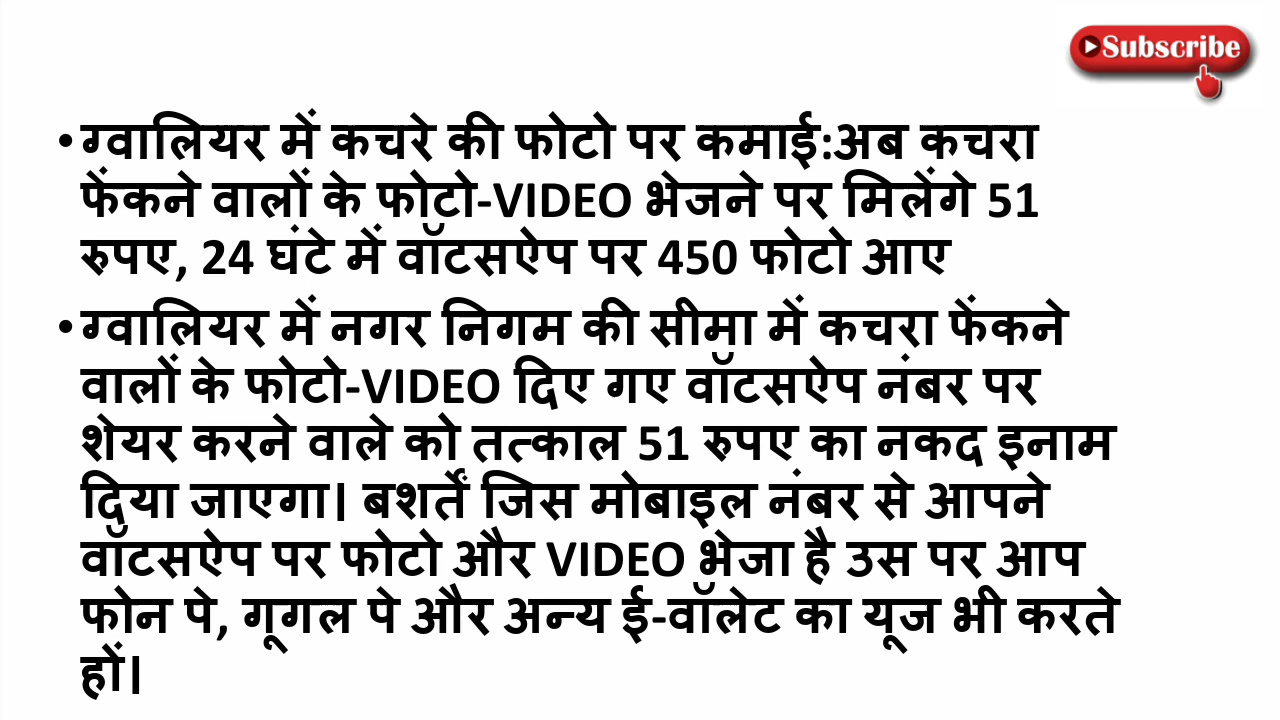 Subscribe
•ग्वालियर में कचरे की फोटो पर कमाई:अब कचरा
फेंकने वालों के फोटो-VIDEO भेजने पर मिलेंगे 51
रुपए, 24 घंटे में वॉटसऐप पर 450 फोटो आए
•ग्वालियर में नगर निगम की सीमा में कचरा फेंकने
वालों के फोटो-VIDEO दिए गए वॉटसऐप नंबर पर
शेयर करने वाले को तत्काल 51 रुपए का नकद इनाम
दिया जाएगा। बशर्तें जिस मोबाइल नंबर से आपने
वॉटसऐप पर फोटो और VIDEO भेजा है उस पर आप
फोन पे, गूगल पे और अन्य ई-वॉलेट का यूज भी करते
हों।